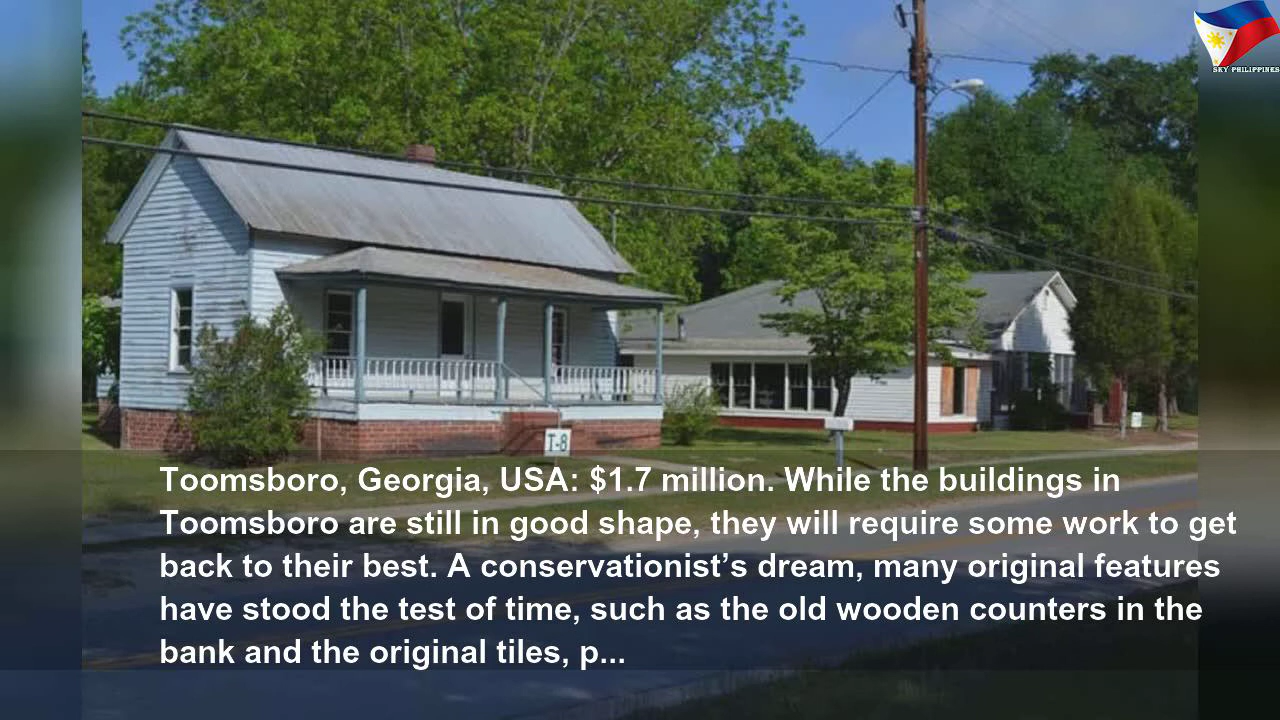 SKY PHILIPPINES
T-8
Toomsboro, Georgia, USA: $1.7 million. While the buildings in
Toomsboro are still in good shape, they will require some work to get
back to their best. A conservationist’s dream, many original features
have stood the test of time, such as the old wooden counters in the
bank and the original tiles, p...